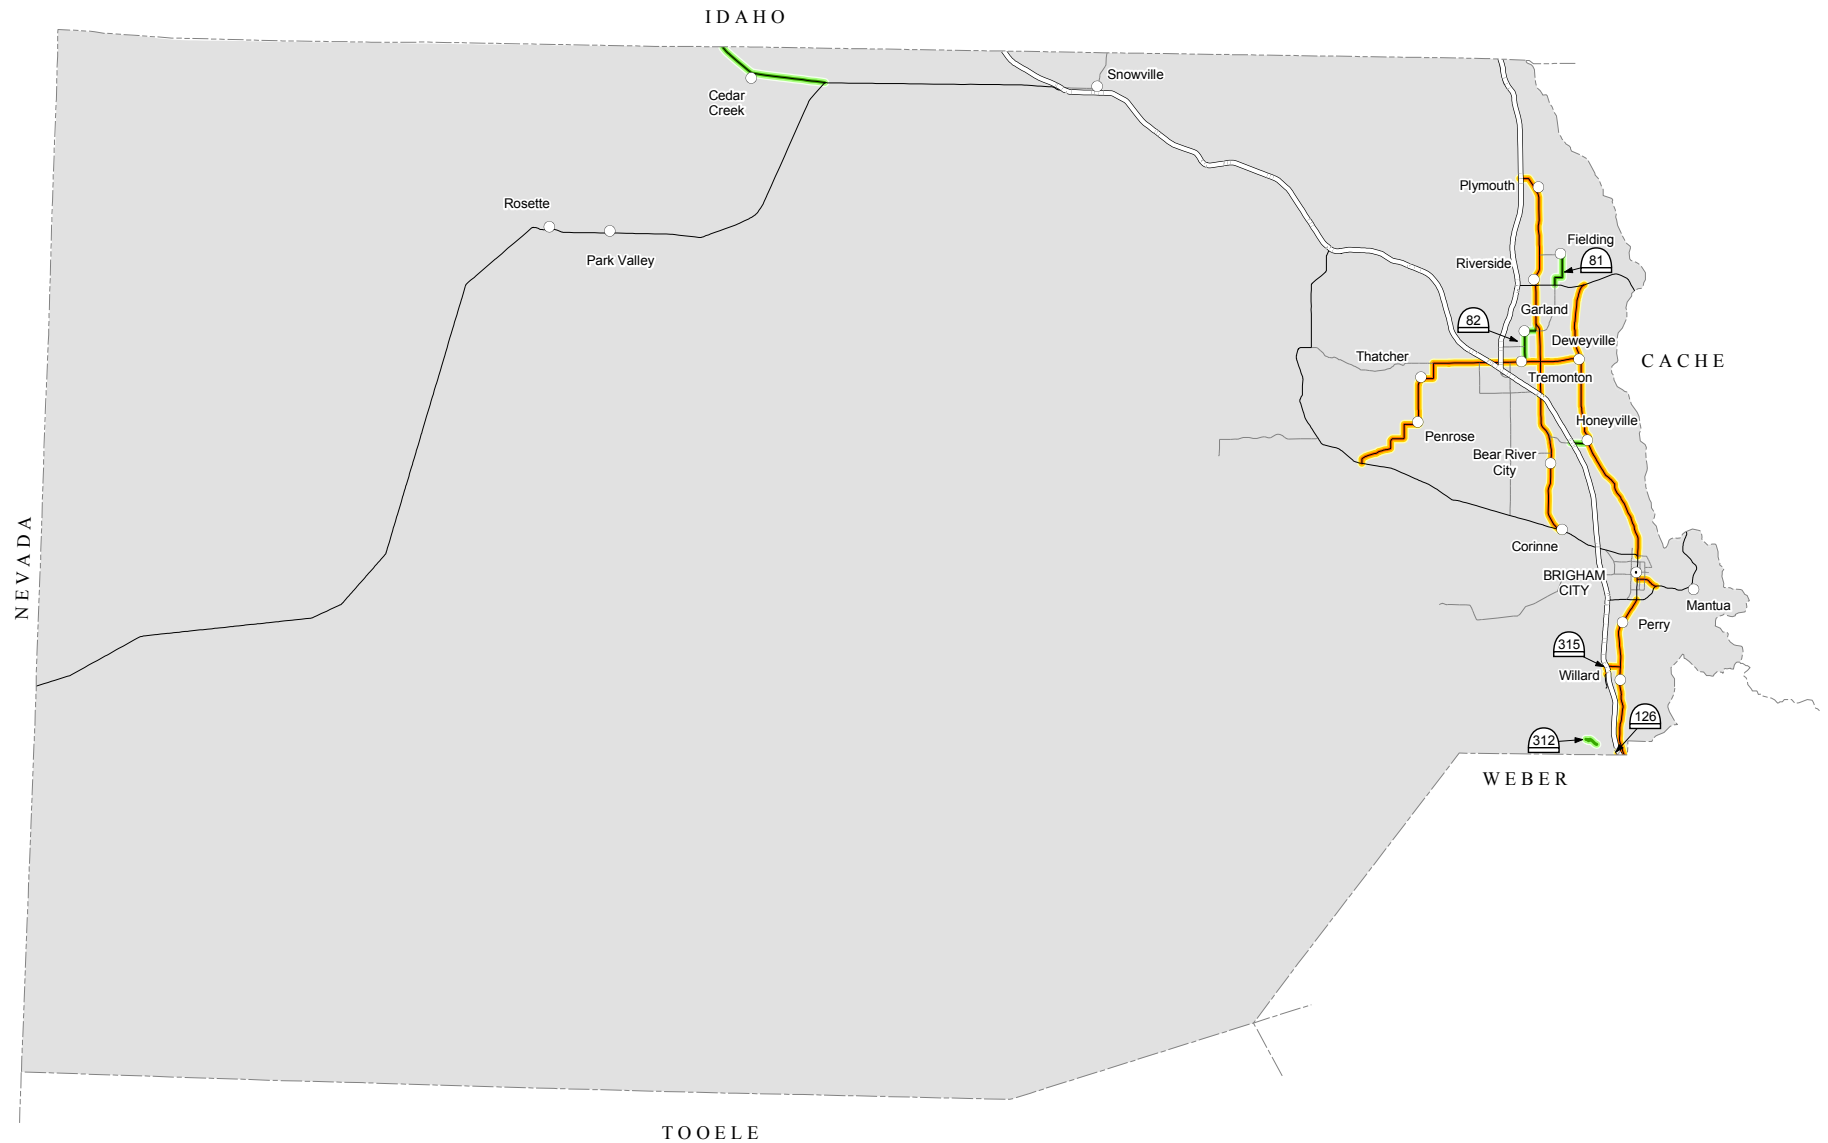 IDAHO
Snowville
Cedar
Creek
Plymouth
Rosette
Fielding
Park Valley
Riverside
81
Garland
82
Deweyville
Thatcher
CACHE
Tremonton
Honeyville
Penrose
Bear River
City
NEVADA
Corinne
BRIGHAM
CITY
Mantua
Perry
315
Willard
126
312
WEBER
TOOELE